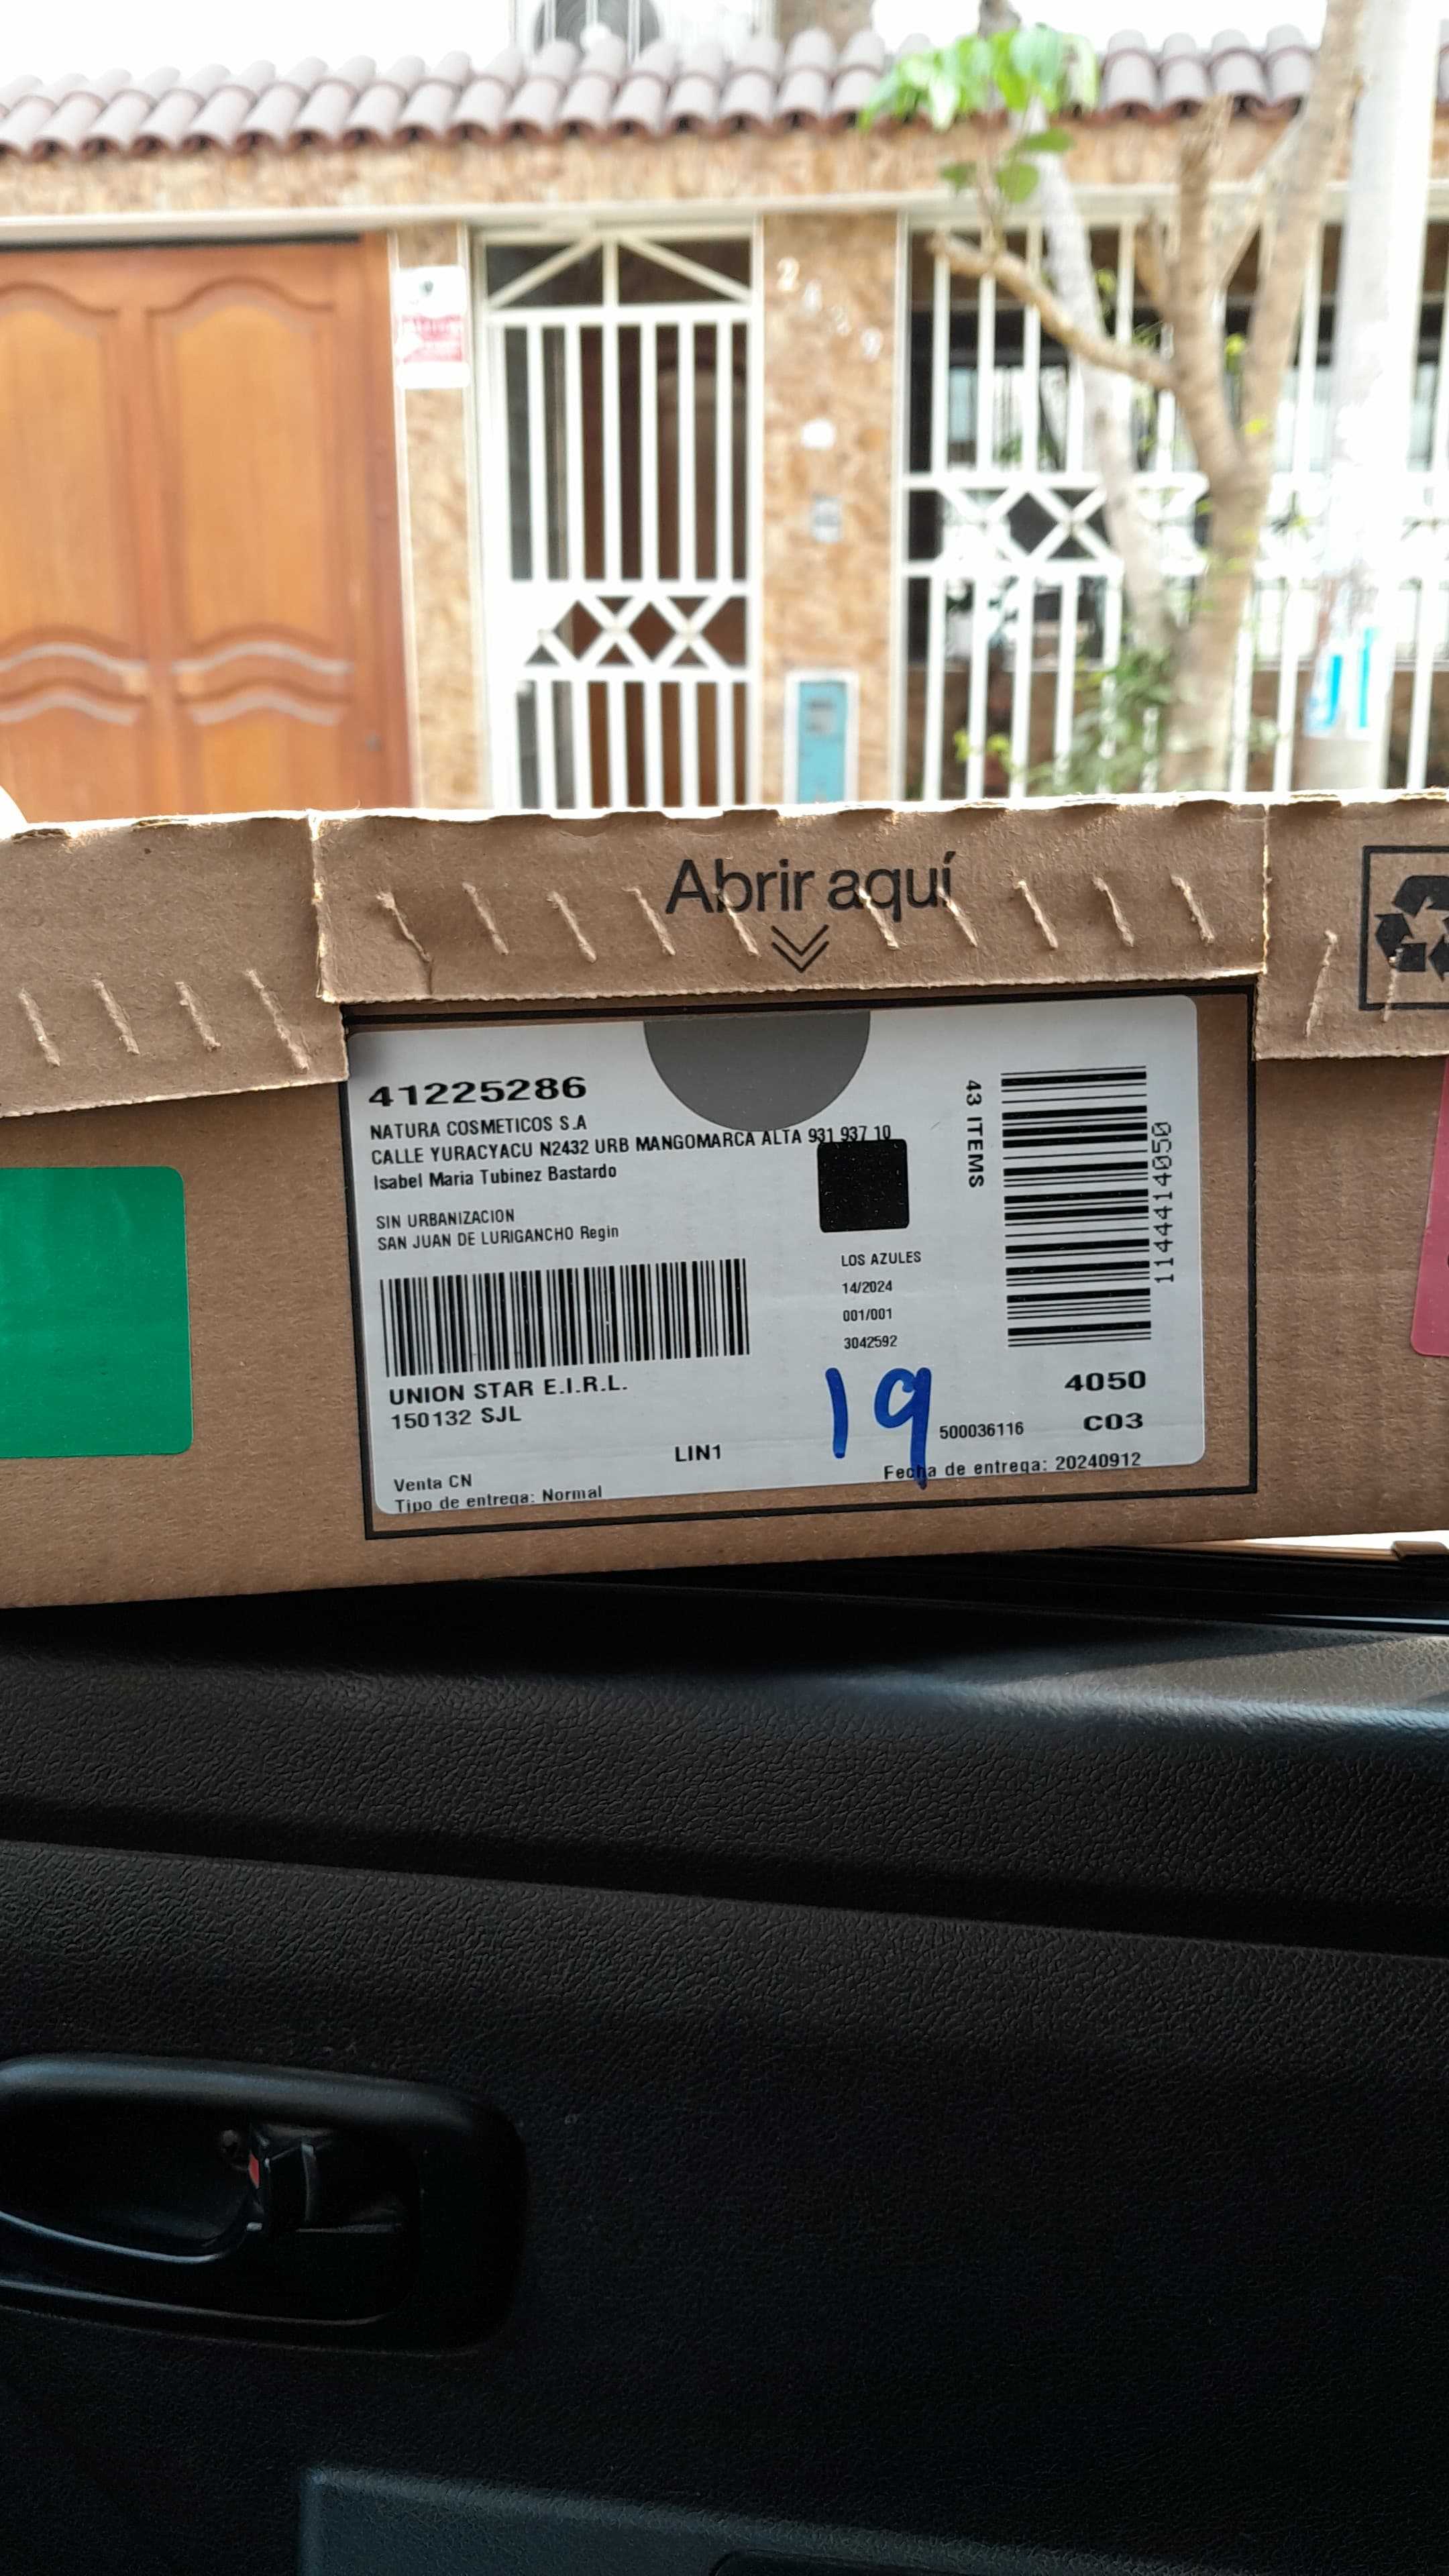 Abrir aquí
41225286
NATURA COSMETICOS S.A
CALLE YURACYACU N2432 URB MANGOMARCA ALTA 931 937 10
Isabel Maria Tubinez Bastardo
SIN URBANIZACION
SAN JUAN DE LURIGANCHO Regin
43 ITEMS
114441414050
LOS AZULES
14/2024
001/001
3042592
UNION STAR E.I.R.L.
150132 SJL
LIN1
19
4050
500036116
C03
Venta CN
Tipo de entrega: Normal
Fecha de entrega: 20240912